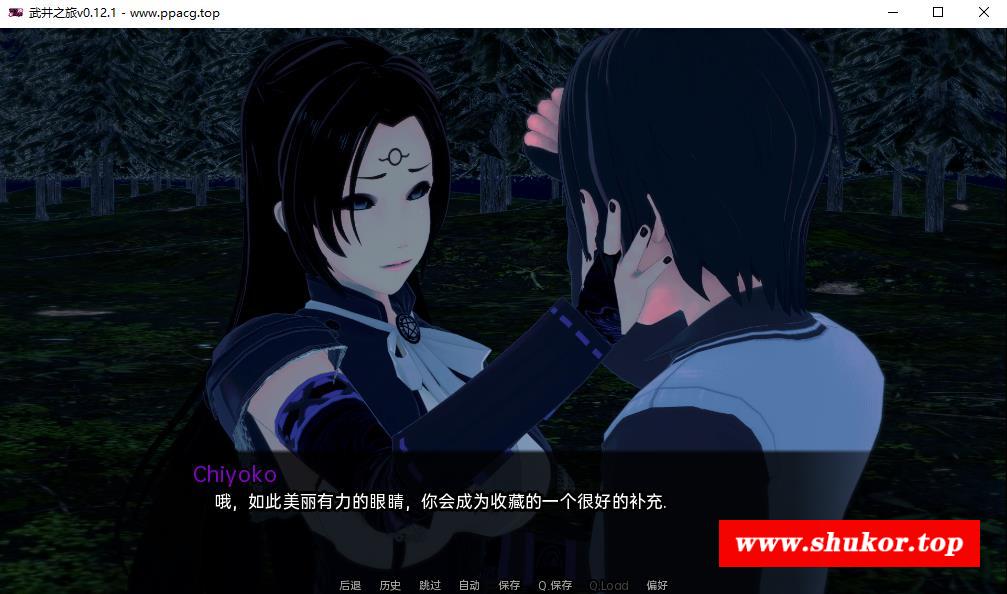 武井之旅v0.12.1 - www.ppacg.top
Chiyoko
哦，如此美丽有力的眼睛，你会成为收藏的一个很好的补充.
www.shukor.top
后退 历史 跳过 自动 保存 Q.保存 Q.Load 偏好